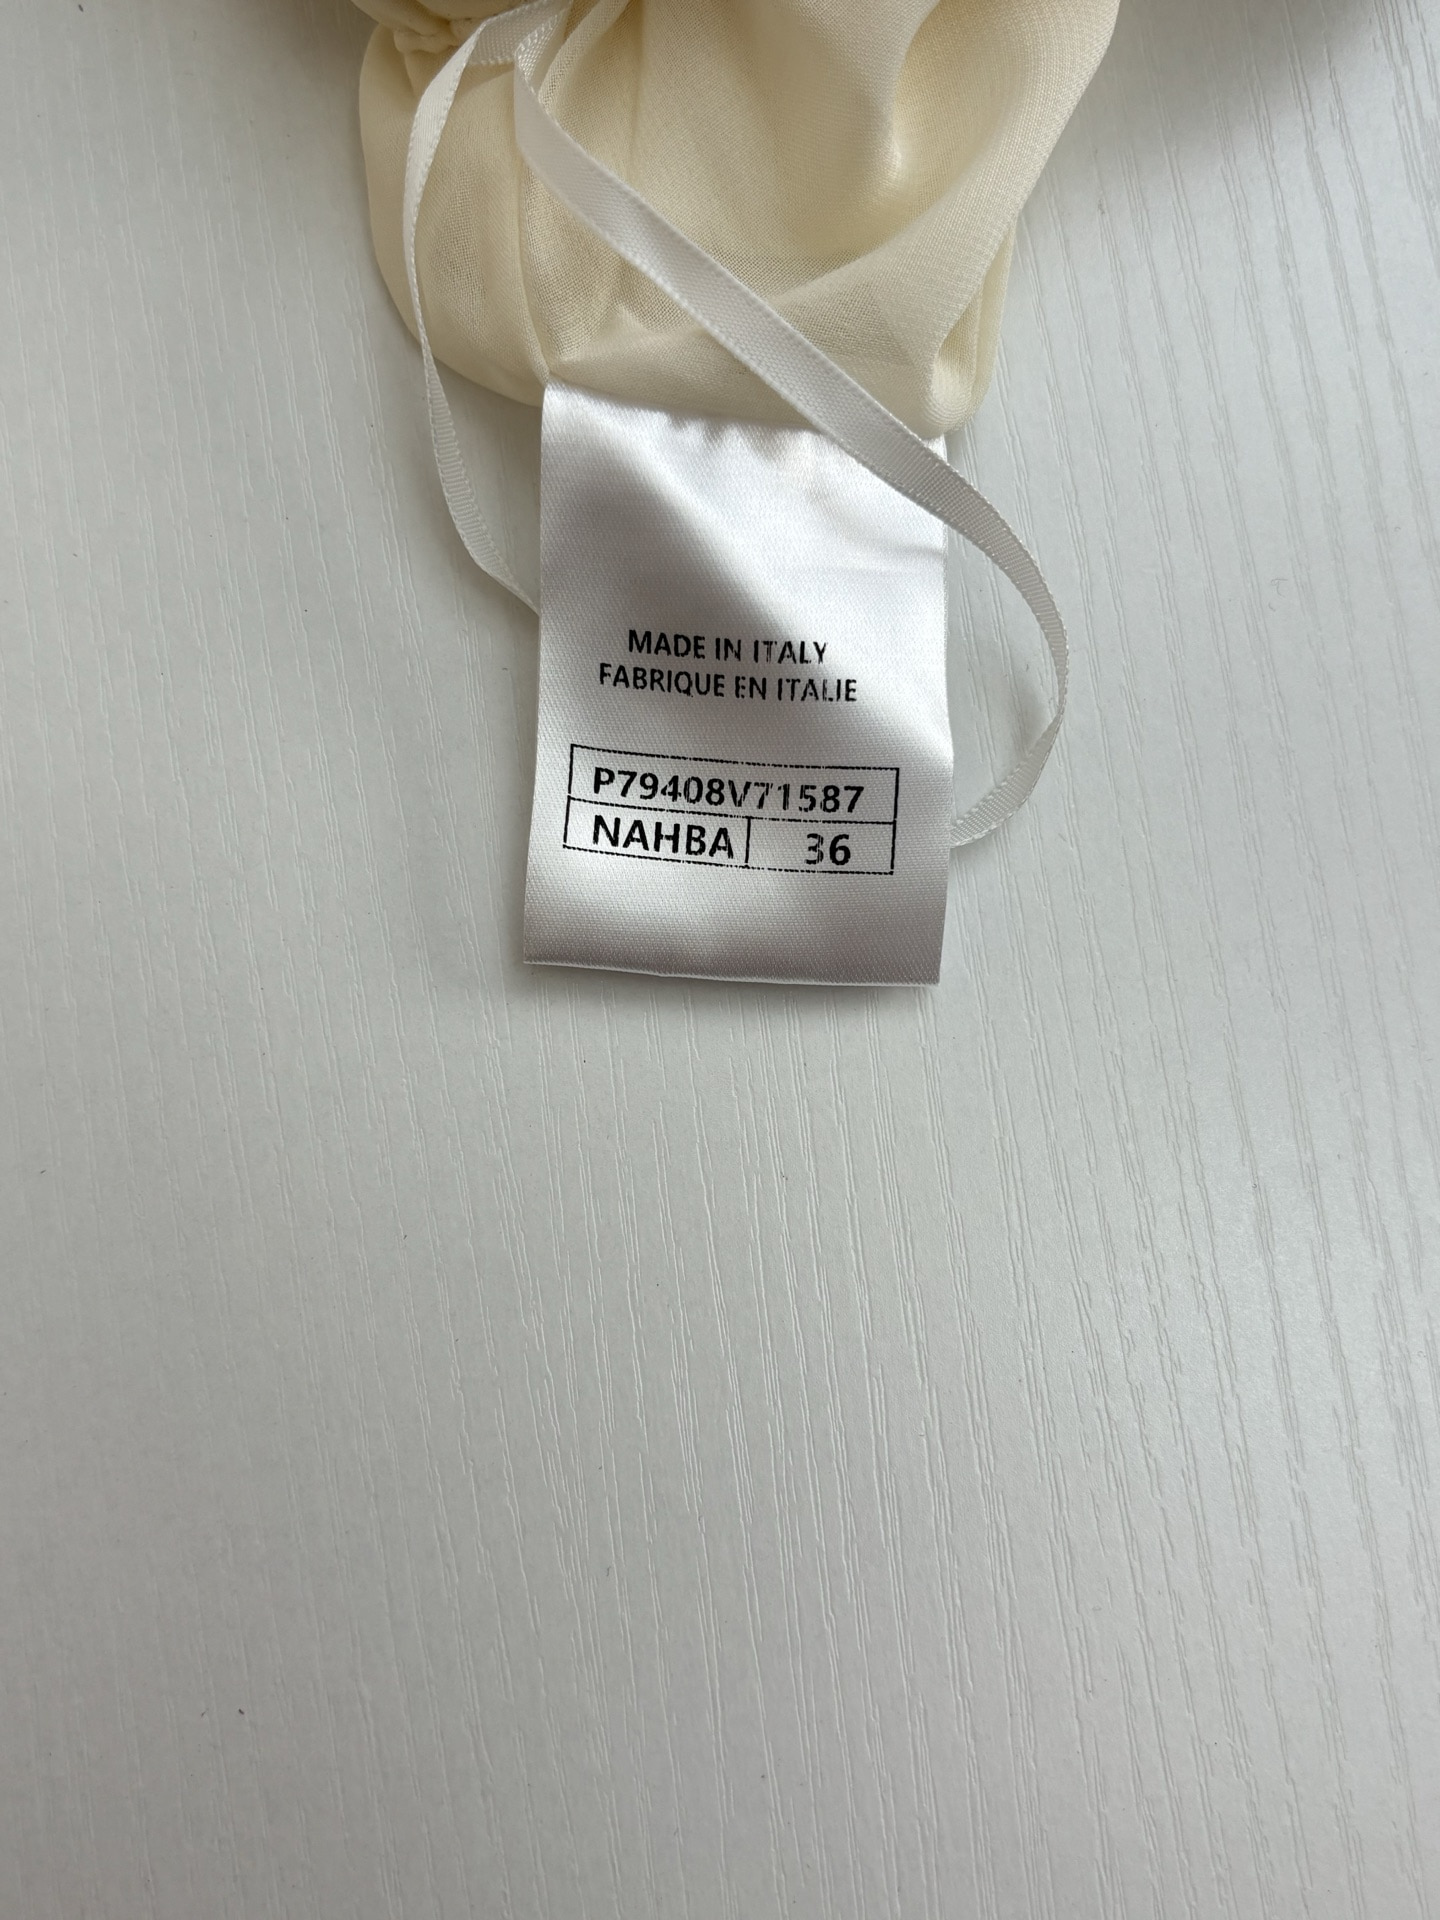 MADE IN ITALY
FABRIQUE EN ITALIE
P79408V71587
NAHBA 36